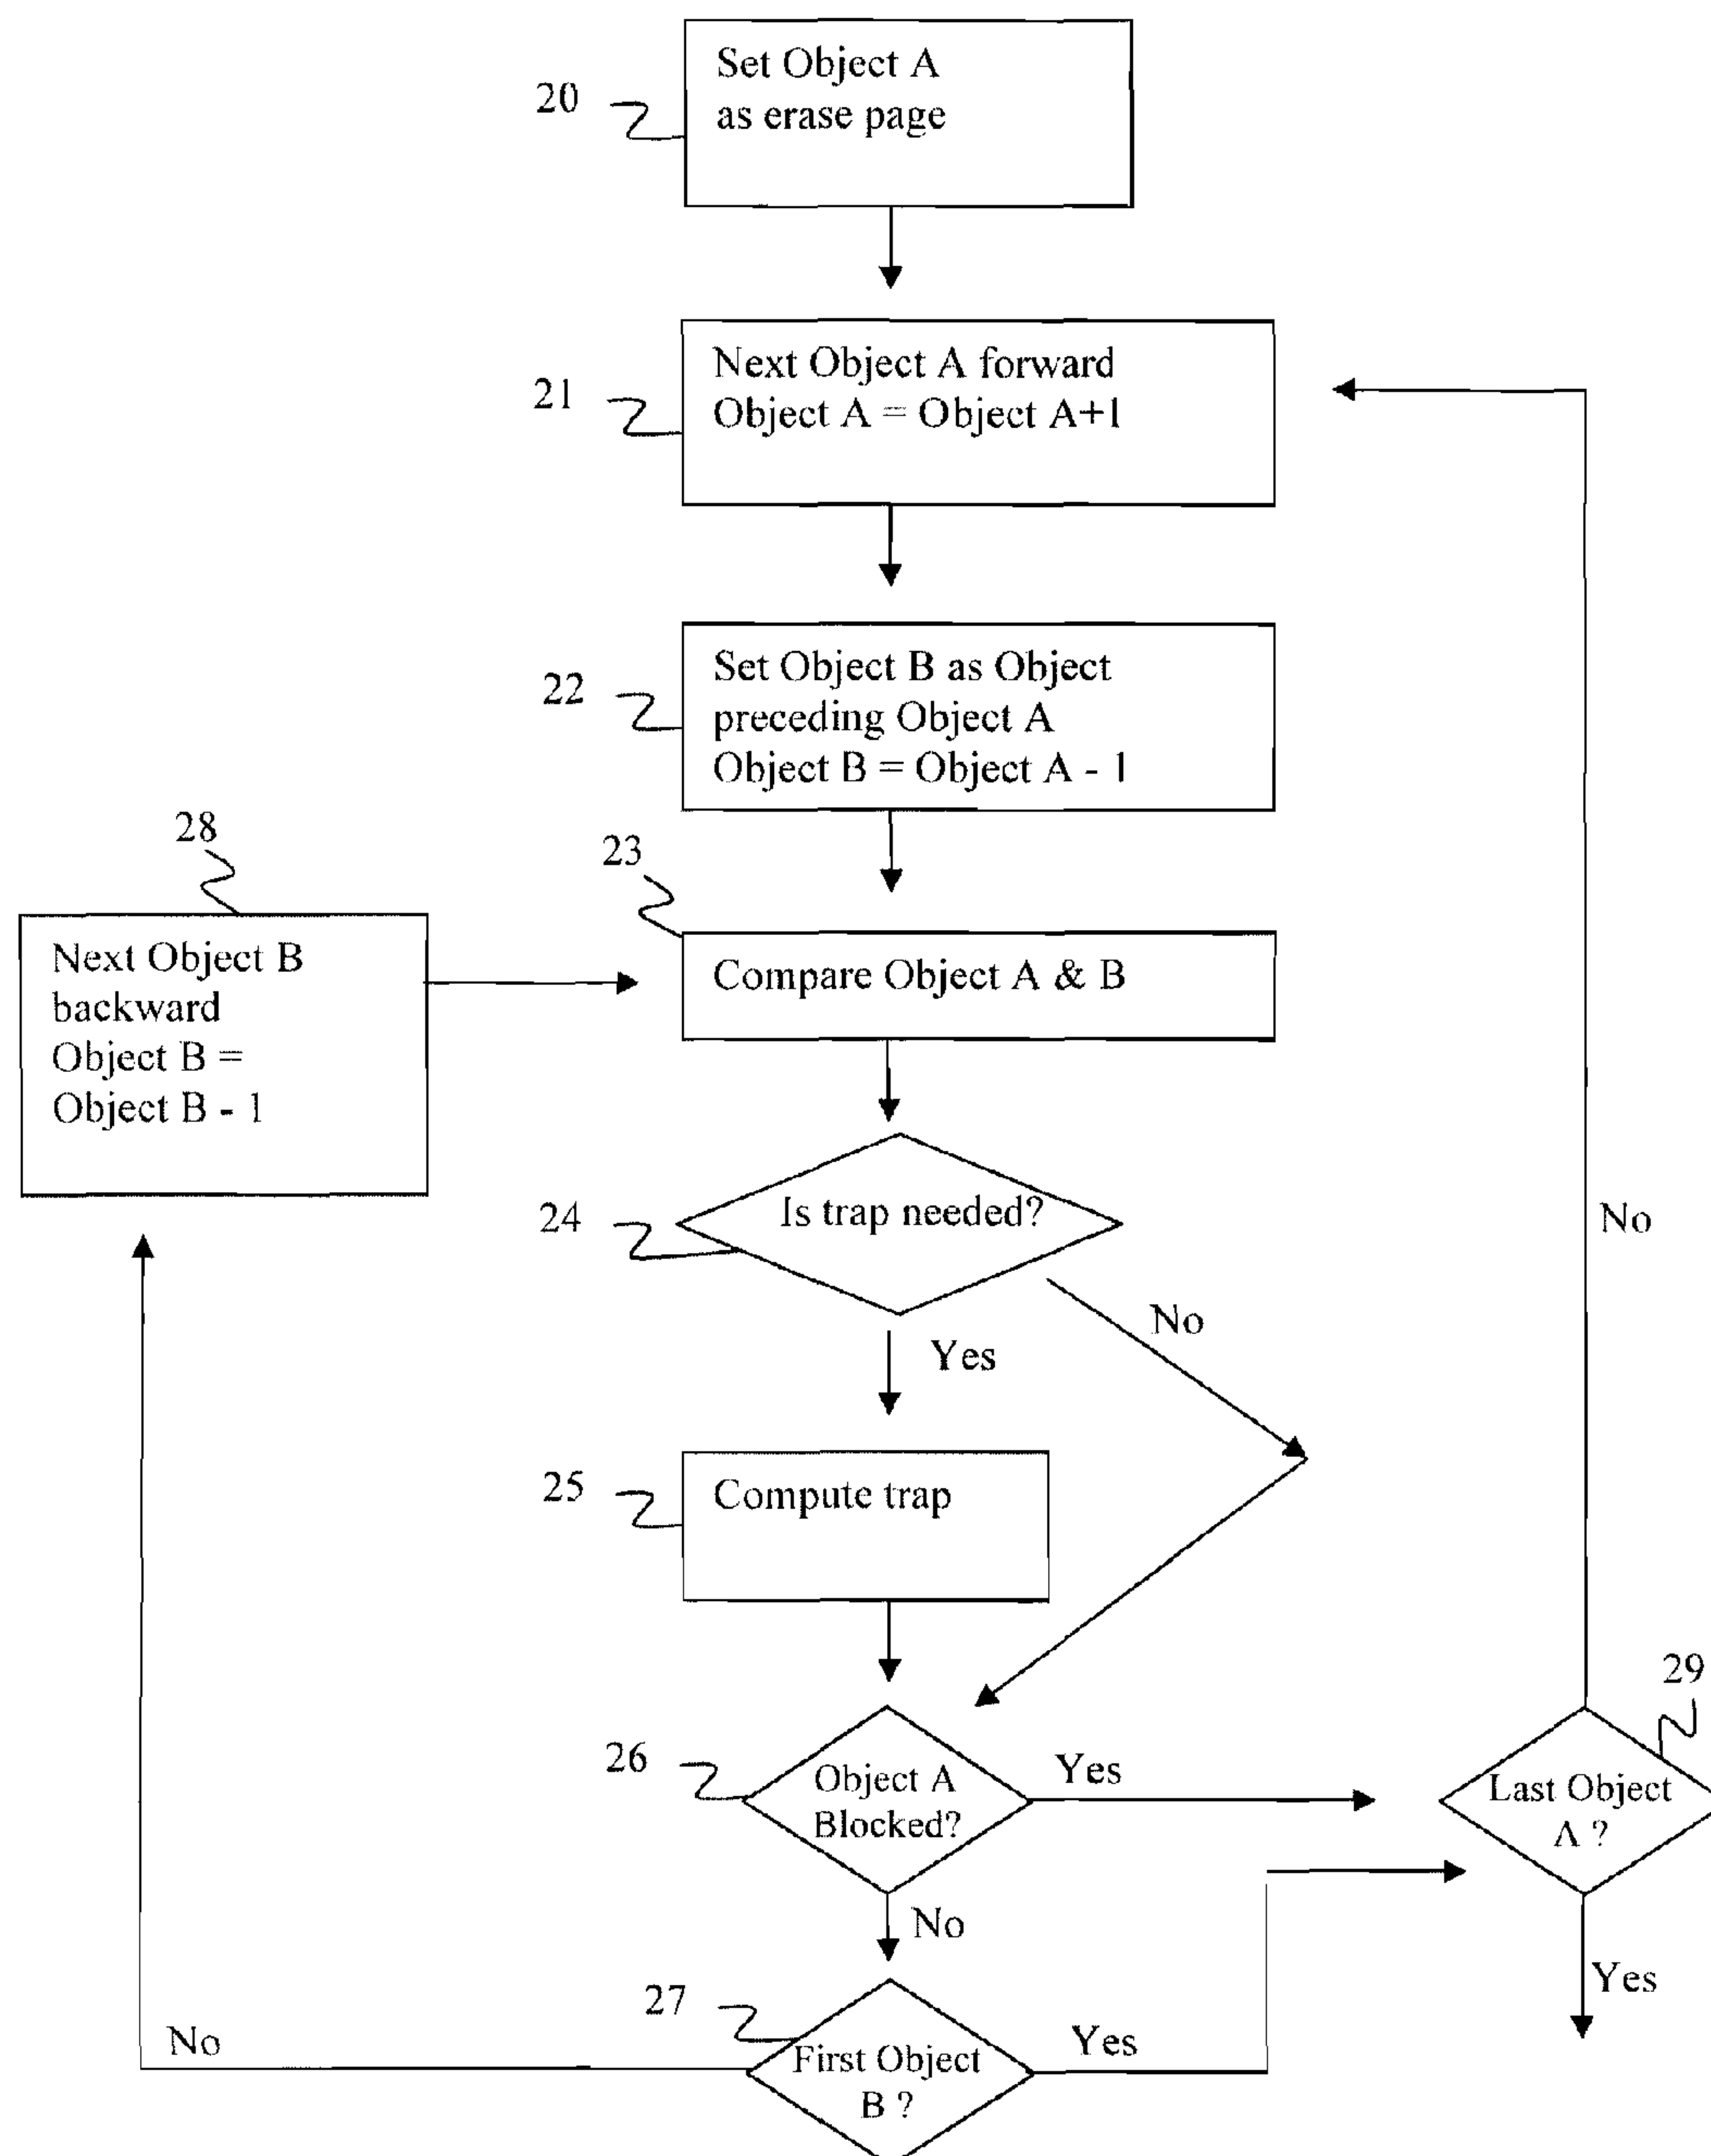 Set Object A
as erase page
20
Next Object A forward
Object A = Object A+1
21
Set Object B as Object
preceding Object A
Object B = Object A - 1
22
28
23
Next Object B
backward
Object B =
Object B - 1
Compare Object A & B
Is trap needed?
24
No
No
Yes
25
Compute trap
29
26
Object A
Blocked?
Yes
Last Object
A ?
No
Yes
27
No
First Object
B ?
Yes